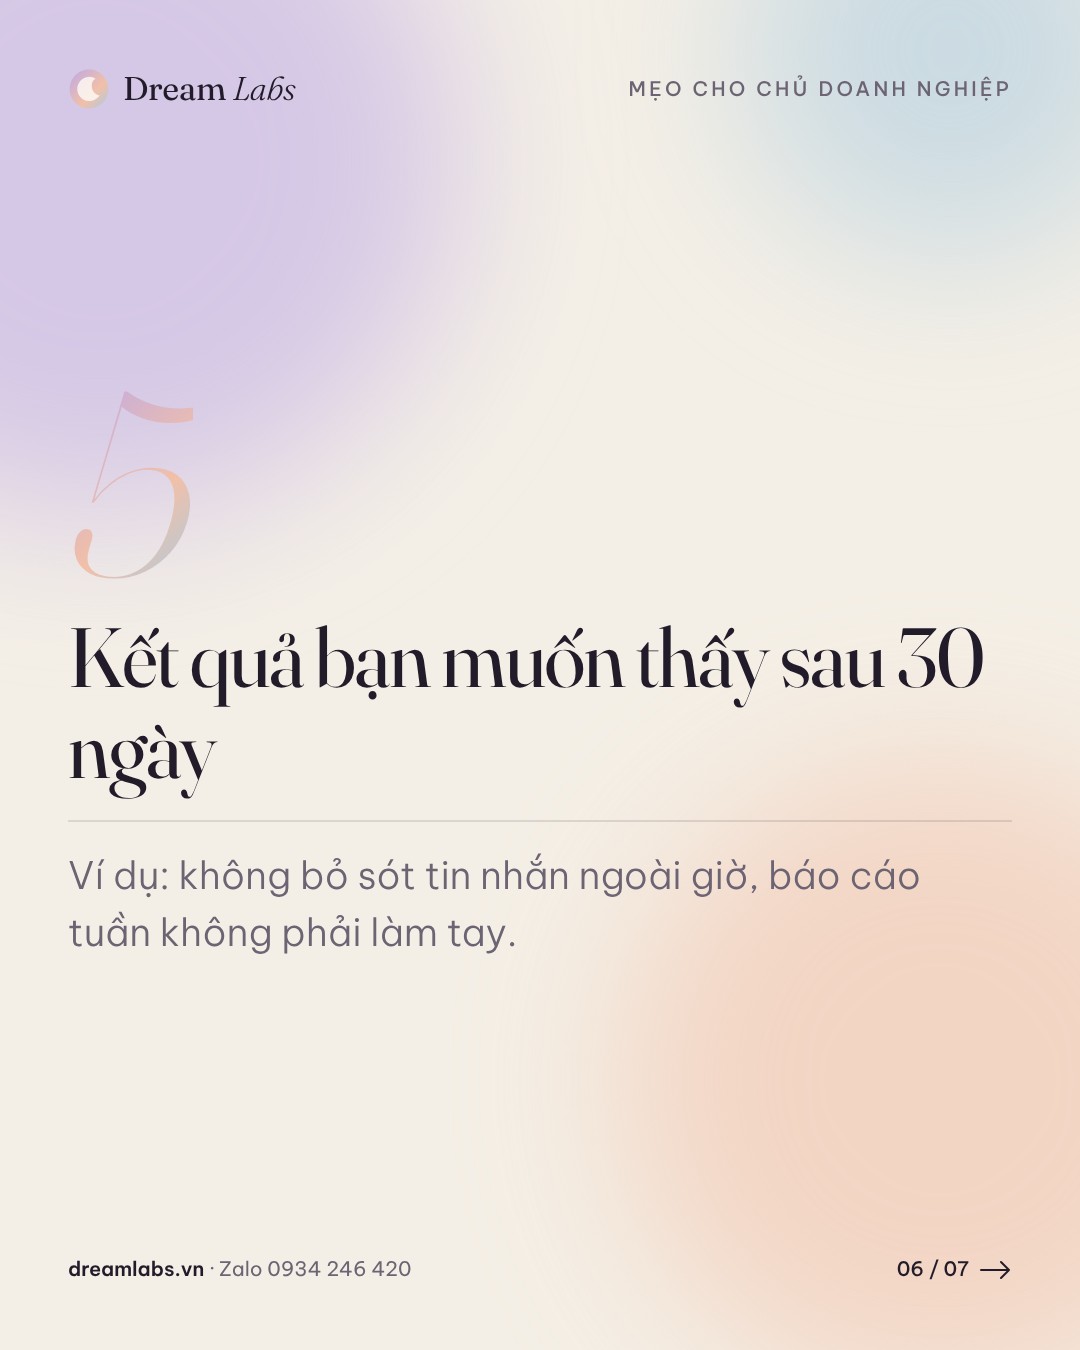 Dream Labs
MẸO CHO CHỦ DOANH NGHIỆP
5
Kết quả bạn muốn thấy sau 30
ngày
Ví dụ: không bỏ sót tin nhắn ngoài giờ, báo cáo
tuần không phải làm tay.
dreamlabs.vn · Zalo 0934 246 420
06 / 07 →